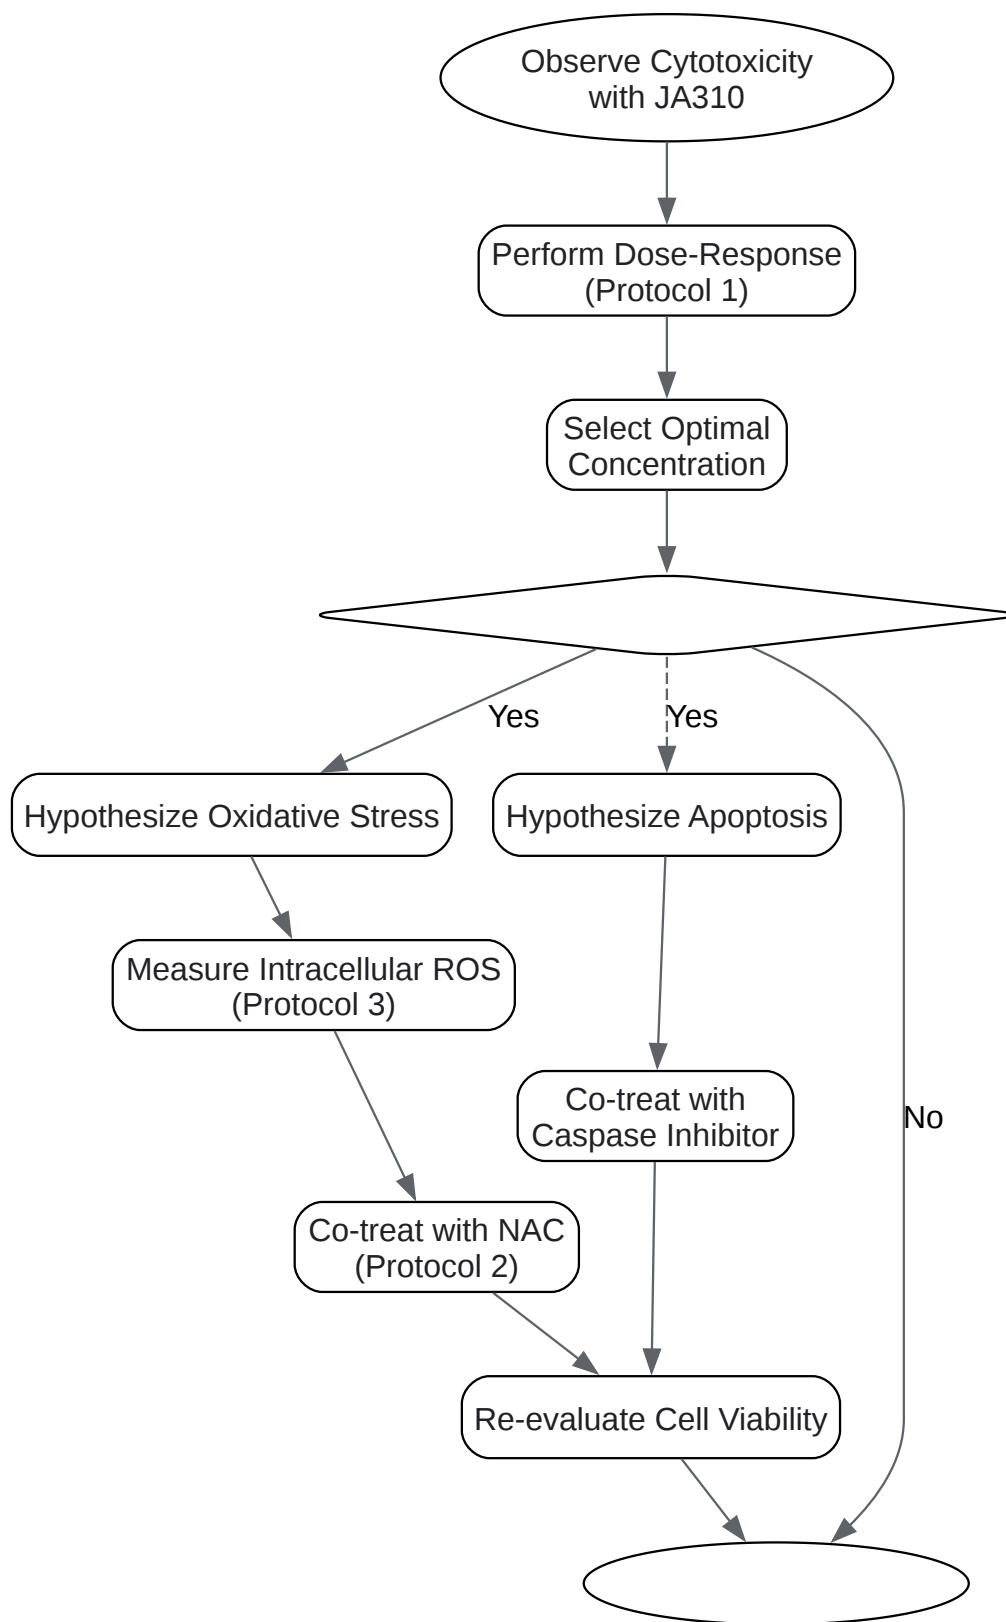 Observe Cytotoxicity
with JA310
Perform Dose-Response
(Protocol 1)
Select Optimal
Concentration
Yes
Yes
Hypothesize Oxidative Stress
Hypothesize Apoptosis
Measure Intracellular ROS
(Protocol 3)
Co-treat with
Caspase Inhibitor
No
Co-treat with NAC
(Protocol 2)
Re-evaluate Cell Viability